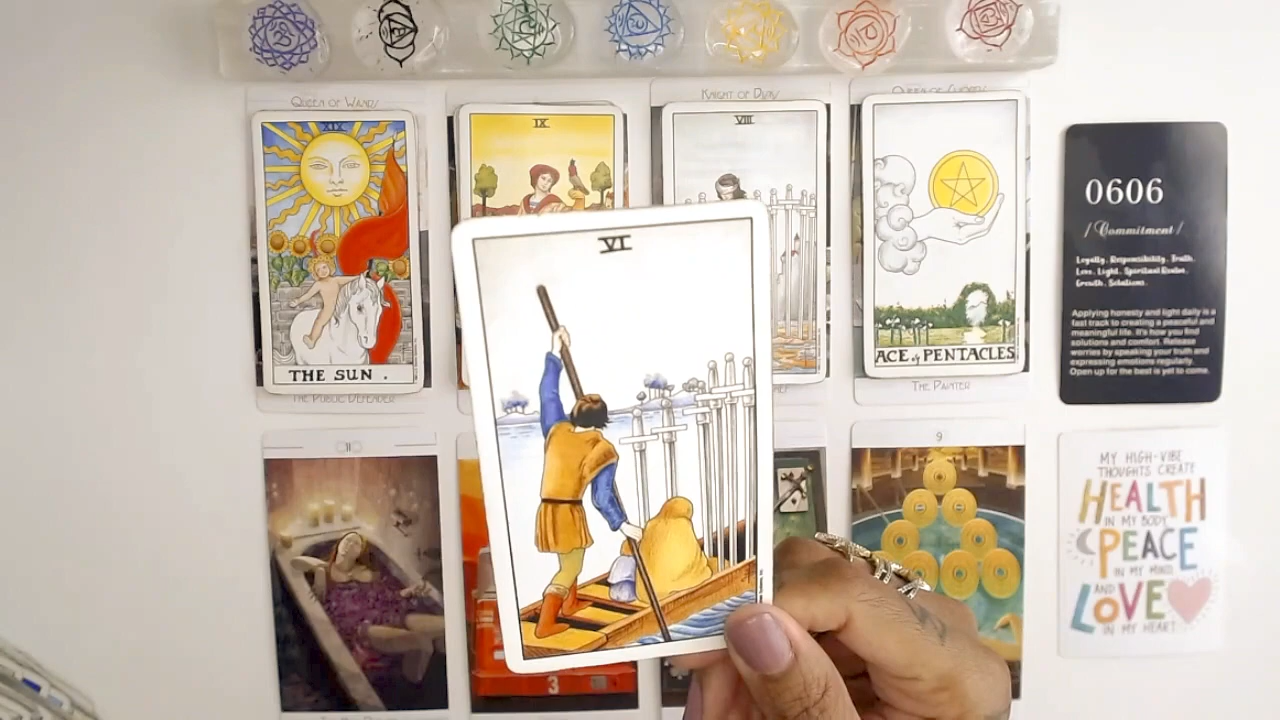 QUEEN OF WANDS
KNIGHT OF
QUEEN OF
XIX
THE SUN .
IX
VIII
ACE of PENTACLES
THE PUBLIC DEFENDER
THE PAINTER
VI
0606
/ Commitment /
Loyalty. Responsibility. Truth.
Love. Light. Spiritual Realm.
Growth. Solutions.
Applying honesty and light daily is a
fast track to creating a peaceful and
meaningful life. It's how you find
solutions and comfort. Release
worries by speaking your truth and
expressing emotions regularly.
Open up for the best is yet to come.
9
3
MY HIGH-VIBE
THOUGHTS CREATE
HEALTH
IN MY BODY
PEACE
IN MY MIND
AND
LOVE
IN MY HEART